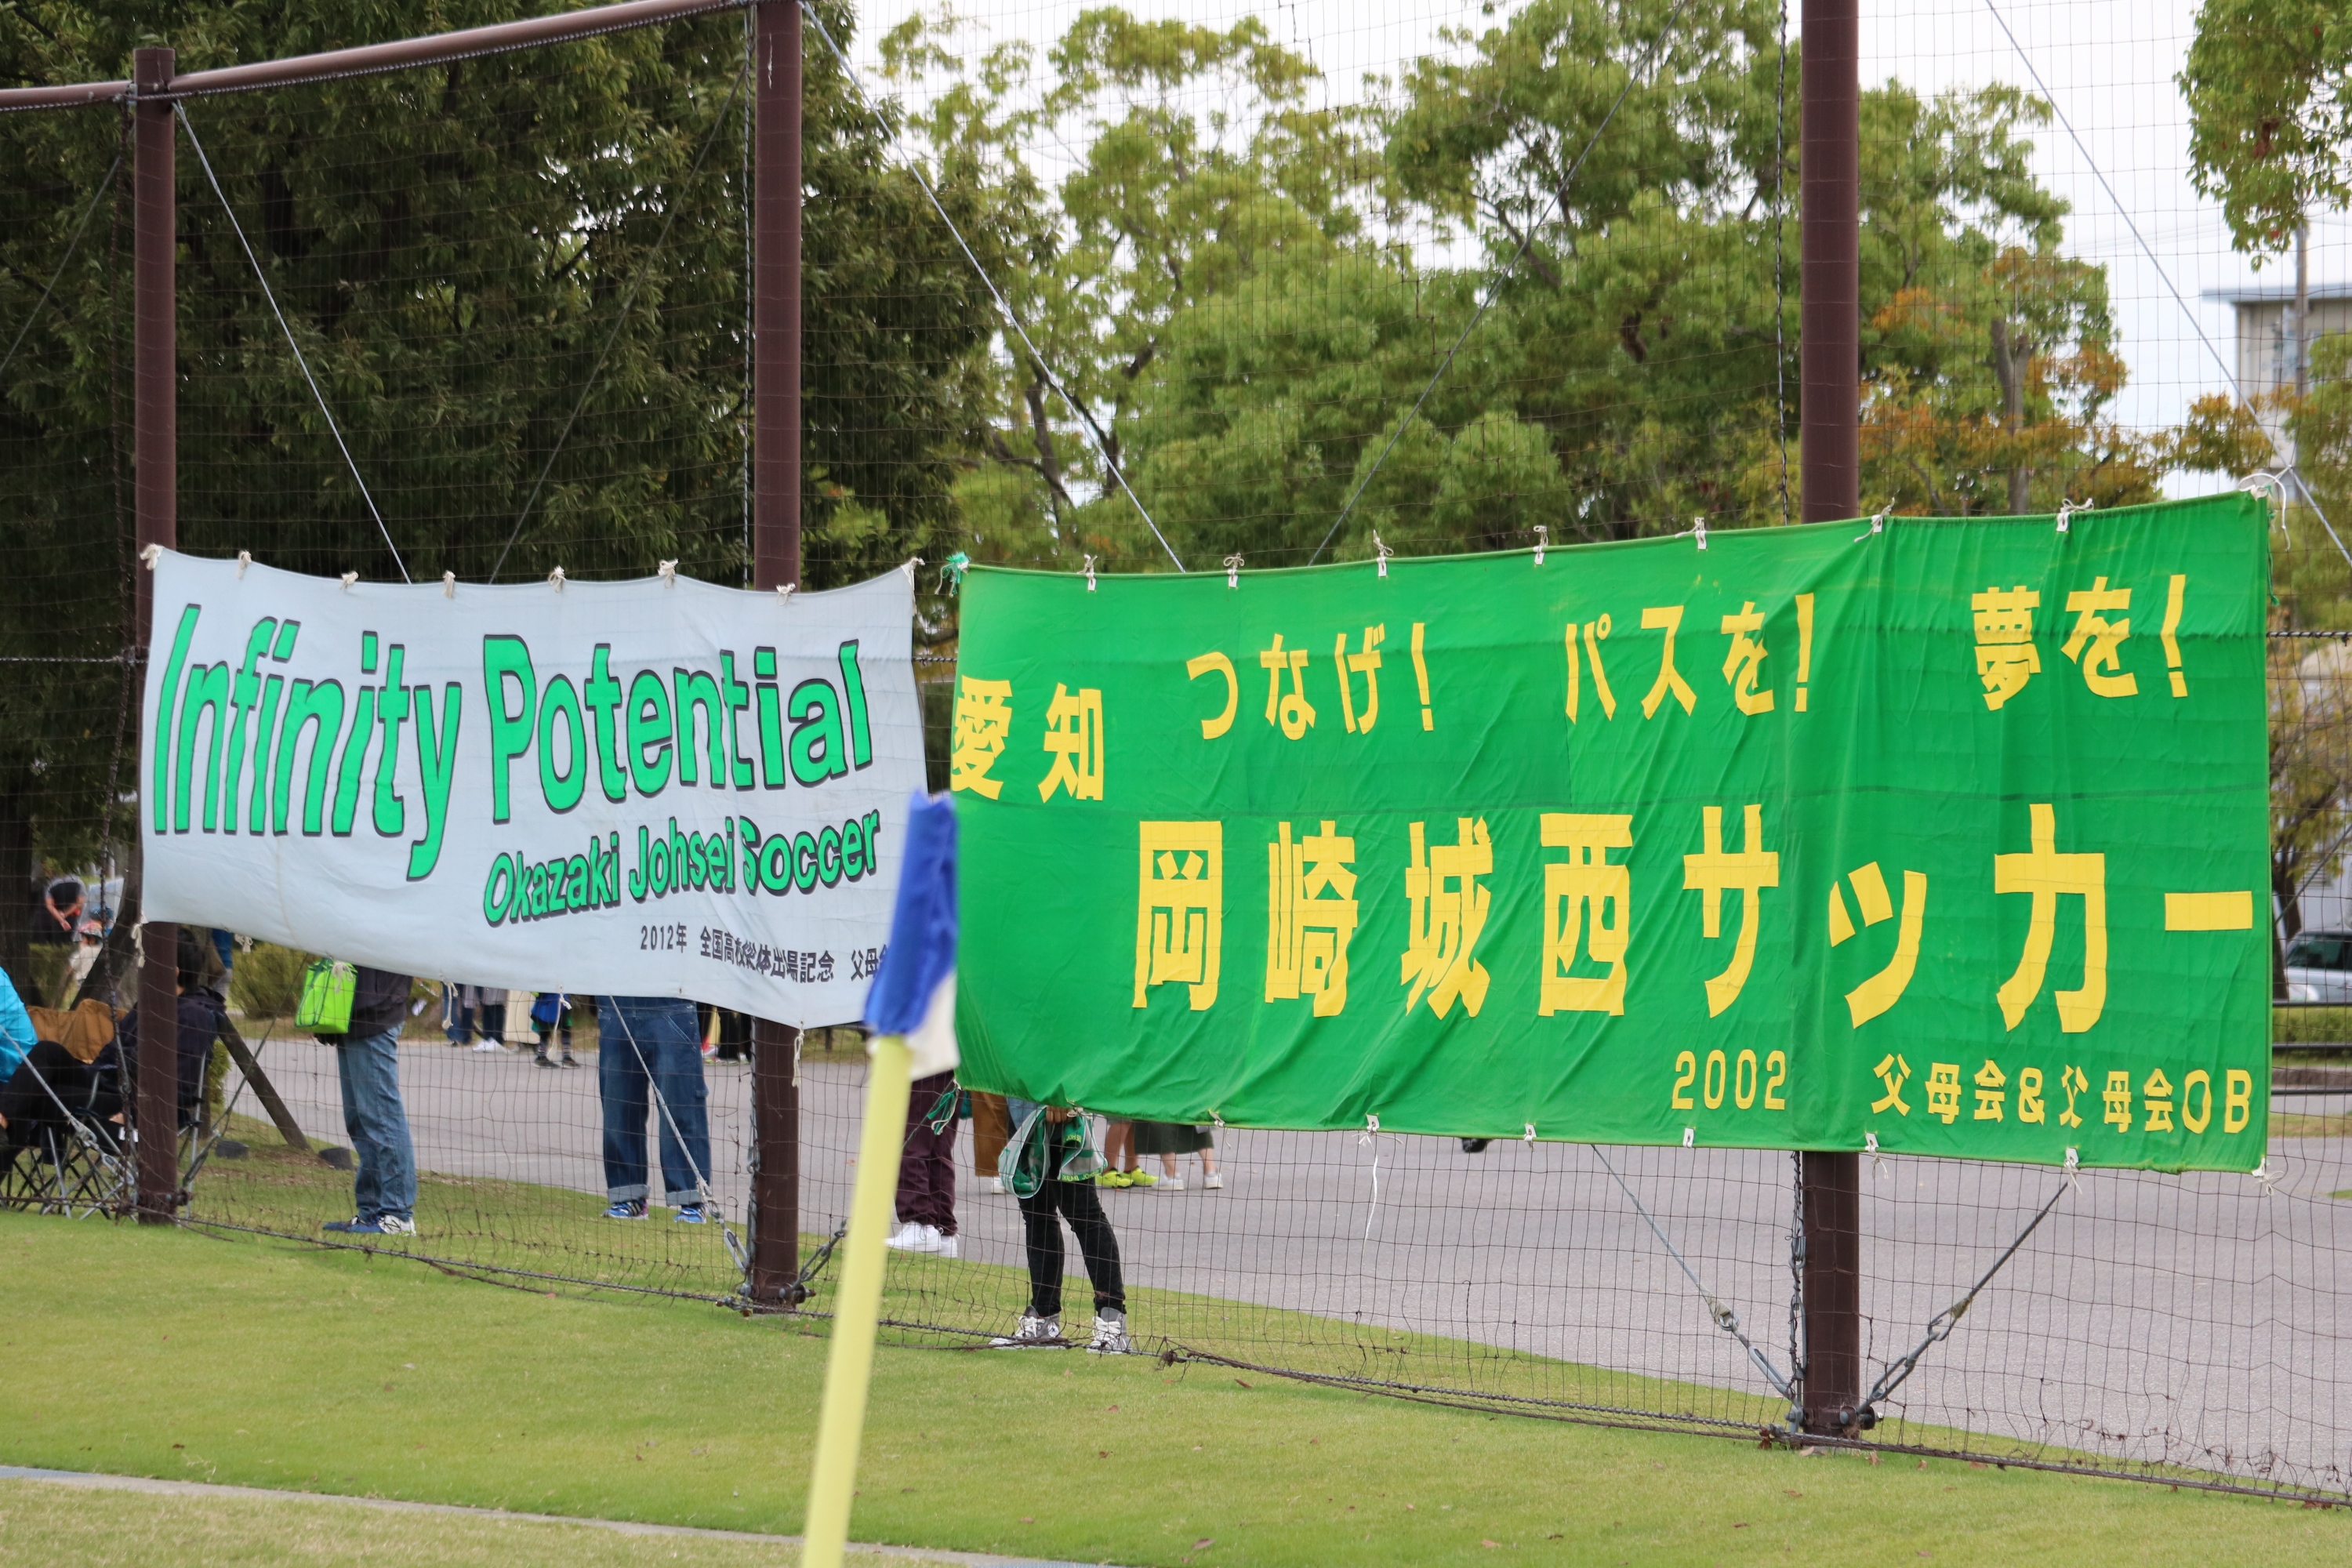 Infinity Potential
Okazaki Johsei Soccer
2012年 全国高校総体出場記念 父母会
つなげ! パスを! 夢を!
愛知
岡崎城西サッカー
2002 父母会&父母会OB